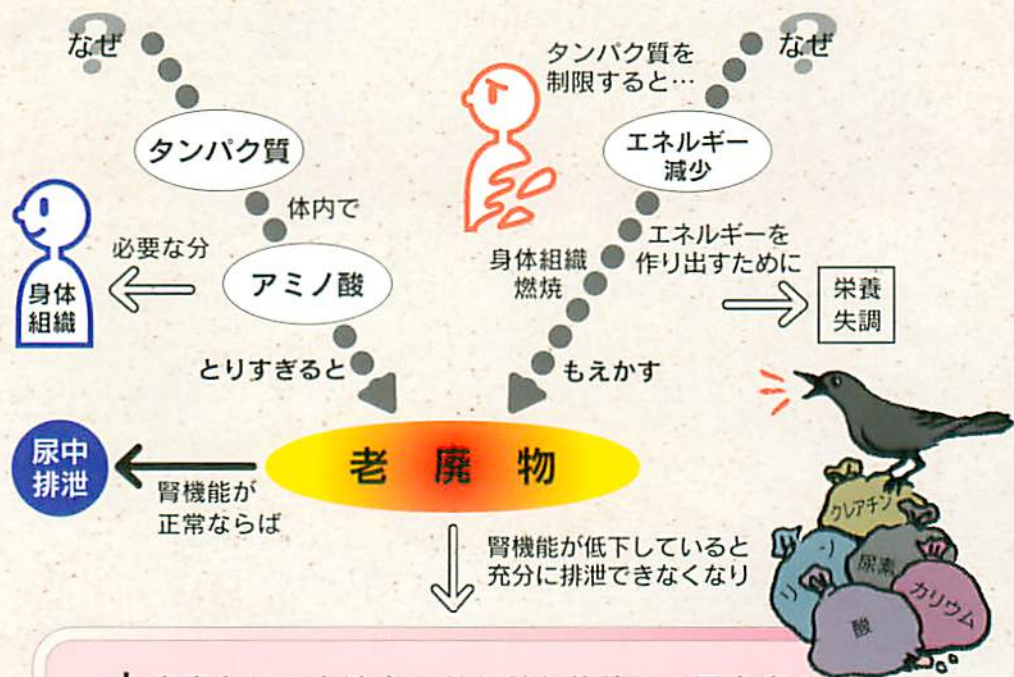 ?
なぜ
タンパク質
体内で
アミノ酸
必要な分
身体
組織
とりすぎると
タンパク質を
制限すると…
?
なぜ
エネルギー
減少
エネルギーを
作り出すために
身体組織
燃焼
栄養
失調
もえかす
老廃物
尿中
排泄
腎機能が
正常ならば
腎機能が低下していると
充分に排泄できなくなり
クレアチン
リン
尿素
カリウム
酸